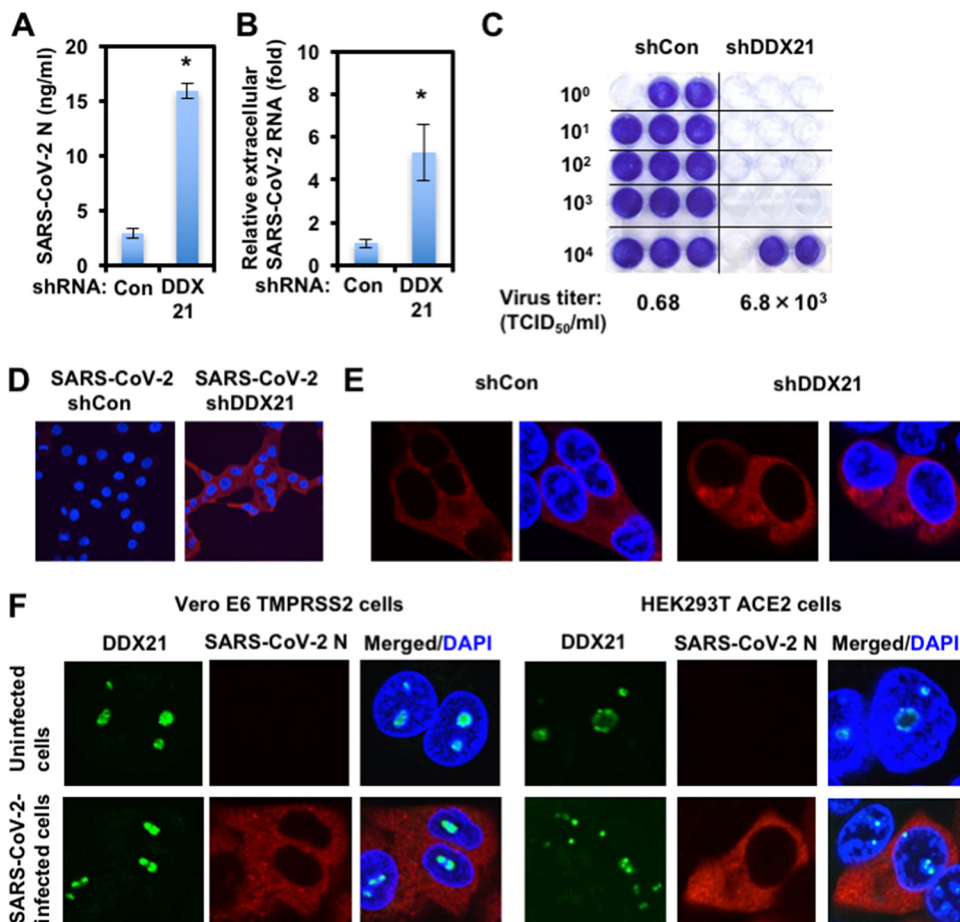 A
SARS-CoV-2 N (ng/ml)
20
15
10
5
0
*
shRNA: Con DDX
21
B
Relative extracellular
SARS-CoV-2 RNA (fold)
10
8
6
4
2
0
*
shRNA: Con DDX
21
C
shCon shDDX21
10⁰
10¹
10²
10³
10⁴
Virus titer: 0.68 6.8 × 10³
(TCID₅₀/ml)
D
SARS-CoV-2
shCon
SARS-CoV-2
shDDX21
E
shCon shDDX21
F
Vero E6 TMPRSS2 cells
HEK293T ACE2 cells
DDX21 SARS-CoV-2 N Merged/DAPI
DDX21 SARS-CoV-2 N Merged/DAPI
Uninfected
cells
SARS-CoV-2-
infected cells